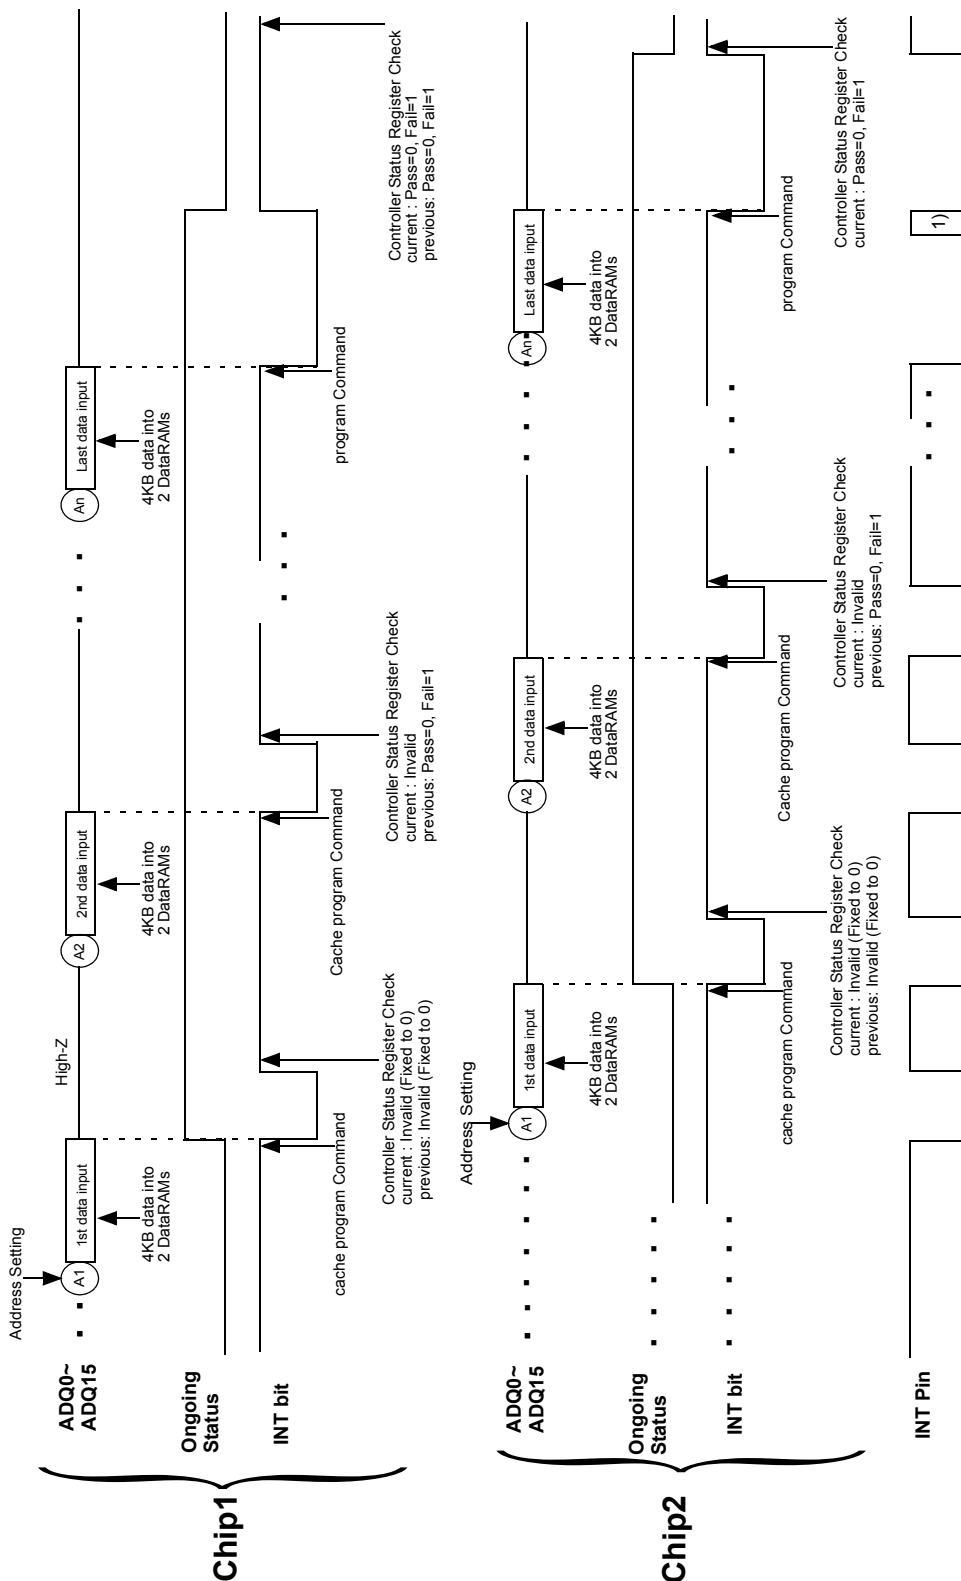 Chip1
ADQ0~
ADQ15
Address Setting
A1
1st data input
4KB data into
2 DataRAMs
High-Z
A2
2nd data input
4KB data into
2 DataRAMs
An
Last data input
4KB data into
2 DataRAMs
Ongoing
Status
INT bit
cache program Command
Controller Status Register Check
current : Invalid (Fixed to 0)
previous: Invalid (Fixed to 0)
Cache program Command
Controller Status Register Check
current : Invalid
previous: Pass=0, Fail=1
program Command
Controller Status Register Check
current : Pass=0, Fail=1
previous: Pass=0, Fail=1
Chip2
ADQ0~
ADQ15
Address Setting
A1
1st data input
4KB data into
2 DataRAMs
A2
2nd data input
4KB data into
2 DataRAMs
An
Last data input
4KB data into
2 DataRAMs
Ongoing
Status
INT bit
cache program Command
Controller Status Register Check
current : Invalid (Fixed to 0)
previous: Invalid (Fixed to 0)
Cache program Command
Controller Status Register Check
current : Invalid
previous: Pass=0, Fail=1
program Command
Controller Status Register Check
current : Pass=0, Fail=1
INT Pin
1)